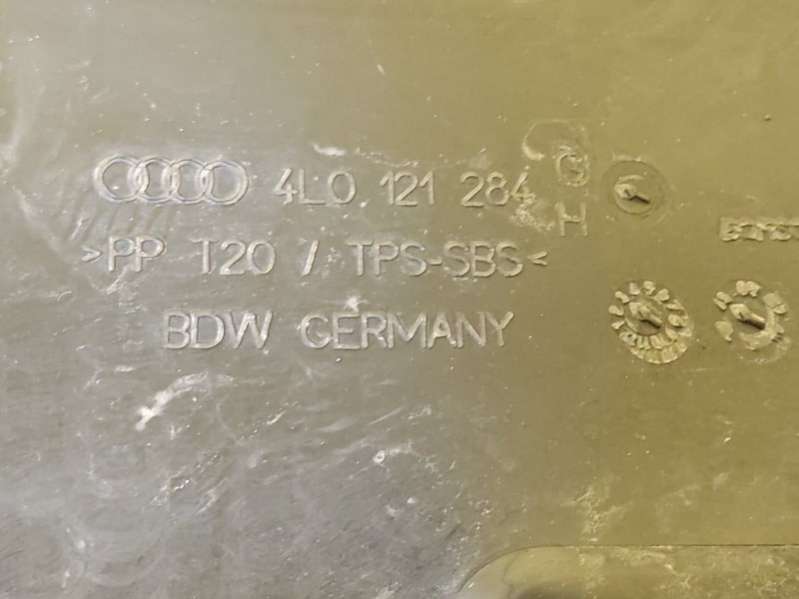 4L0 121 284 G
H
>PP T20 / TPS-SBS<
BDW GERMANY